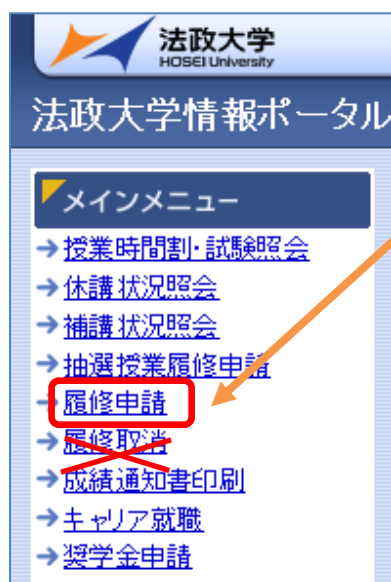 法政大学
HOSEI University
法政大学情報ポータル
メインメニュー
授業時間割・試験照会
休講状況照会
補講状況照会
抽選授業履修申請
履修申請
履修取消
成績通知書印刷
キャリア就職
奨学金申請